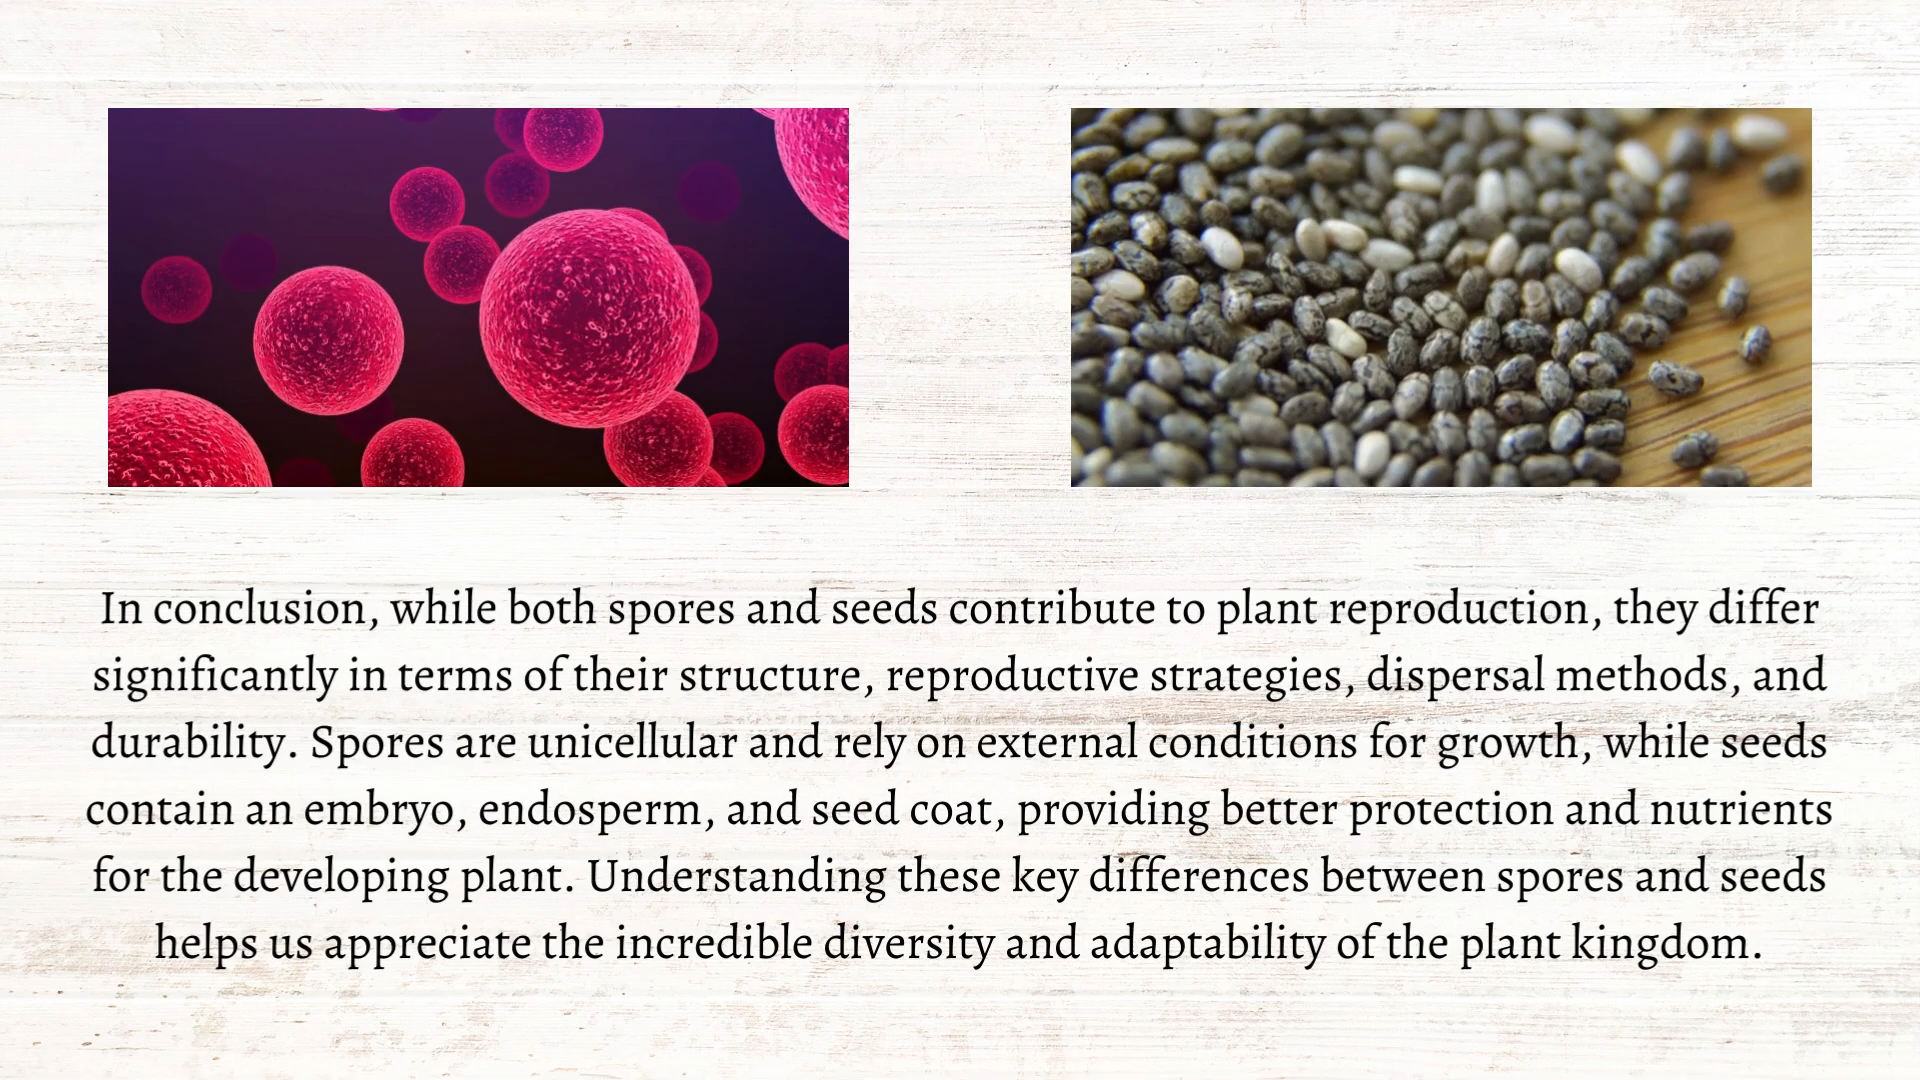 In conclusion, while both spores and seeds contribute to plant reproduction, they differ
significantly in terms of their structure, reproductive strategies, dispersal methods, and
durability. Spores are unicellular and rely on external conditions for growth, while seeds
contain an embryo, endosperm, and seed coat, providing better protection and nutrients
for the developing plant. Understanding these key differences between spores and seeds
helps us appreciate the incredible diversity and adaptability of the plant kingdom.